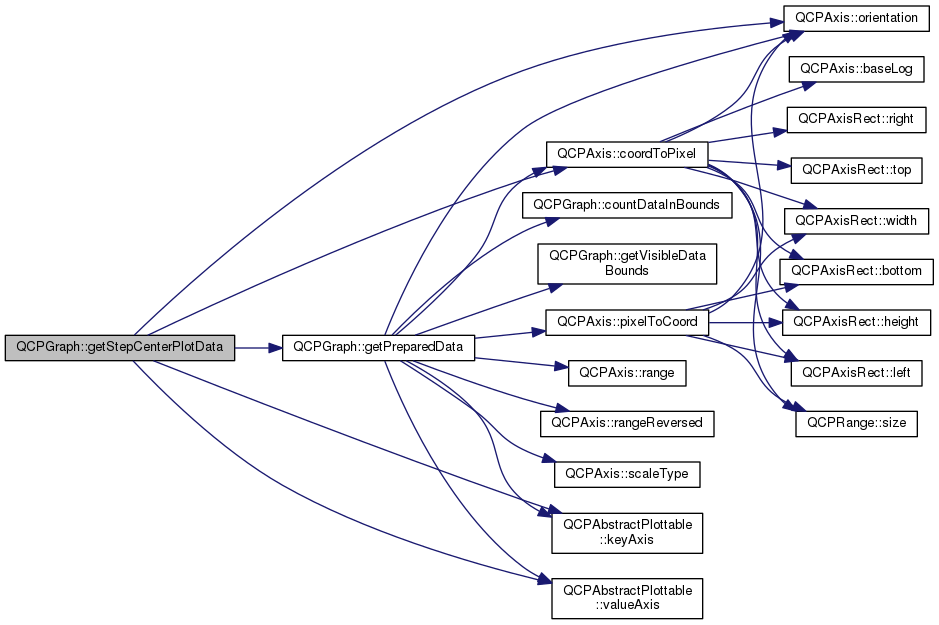 QCPAxis::orientation
QCPAxis::baseLog
QCPAxisRect::right
QCPAxis::coordToPixel
QCPAxisRect::top
QCPGraph::countDataInBounds
QCPAxisRect::width
QCPGraph::getVisibleData
Bounds
QCPAxisRect::bottom
QCPAxis::pixelToCoord
QCPAxisRect::height
QCPGraph::getStepCenterPlotData
QCPGraph::getPreparedData
QCPAxis::range
QCPAxisRect::left
QCPAxis::rangeReversed
QCPRange::size
QCPAxis::scaleType
QCPAbstractPlottable
::keyAxis
QCPAbstractPlottable
::valueAxis